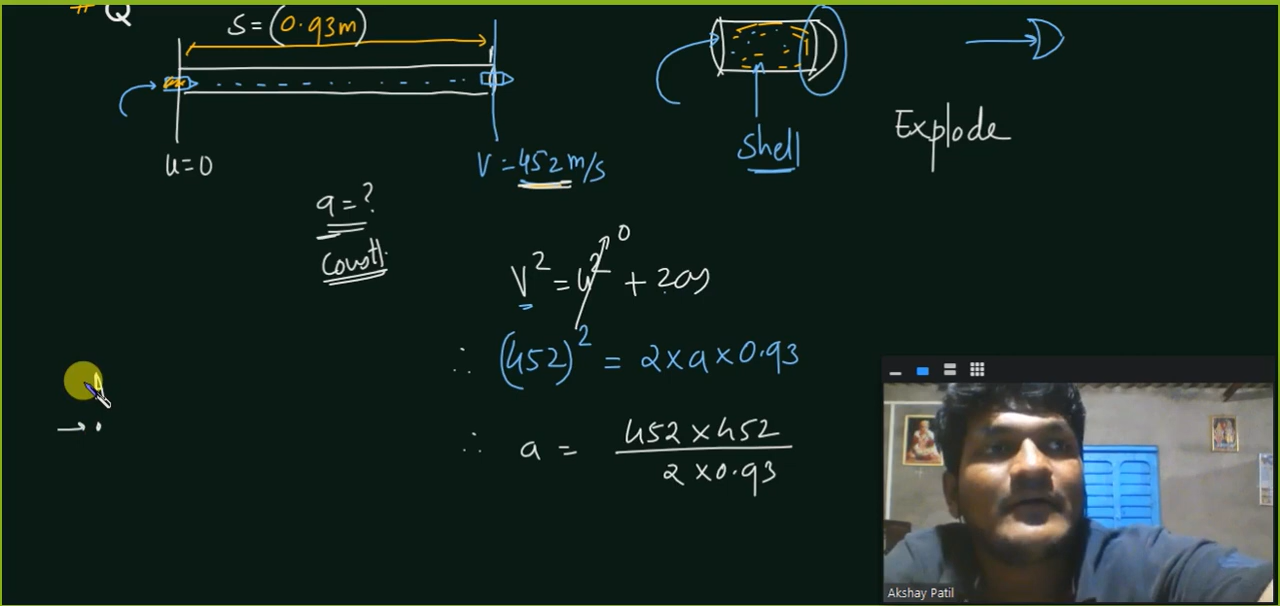 # Q
S = (0.93m)
u=0
V = 452 m/s
Shell
Explode
a = ?
Const.
V² = u² 0 + 2as
∴ (452)² = 2 × a × 0.93
∴ a = 452 × 452
2 × 0.93
Akshay Patil